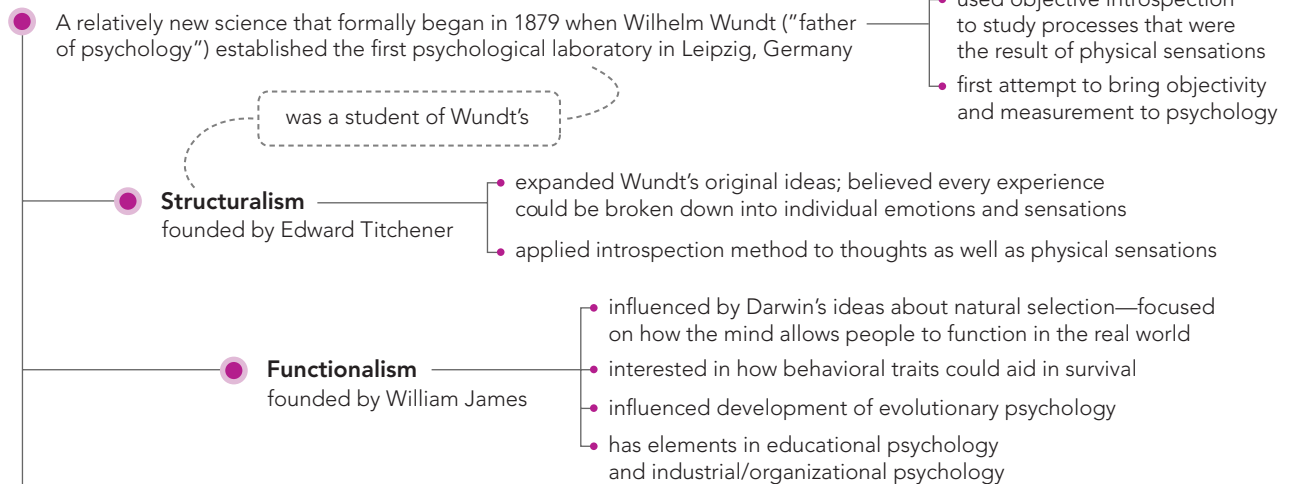 used objective introspection
A relatively new science that formally began in 1879 when Wilhelm Wundt (“father
of psychology”) established the first psychological laboratory in Leipzig, Germany
to study processes that were
the result of physical sensations
first attempt to bring objectivity
and measurement to psychology
was a student of Wundt’s
Structuralism
founded by Edward Titchener
expanded Wundt’s original ideas; believed every experience
could be broken down into individual emotions and sensations
applied introspection method to thoughts as well as physical sensations
Functionalism
founded by William James
influenced by Darwin’s ideas about natural selection—focused
on how the mind allows people to function in the real world
interested in how behavioral traits could aid in survival
influenced development of evolutionary psychology
has elements in educational psychology
and industrial/organizational psychology